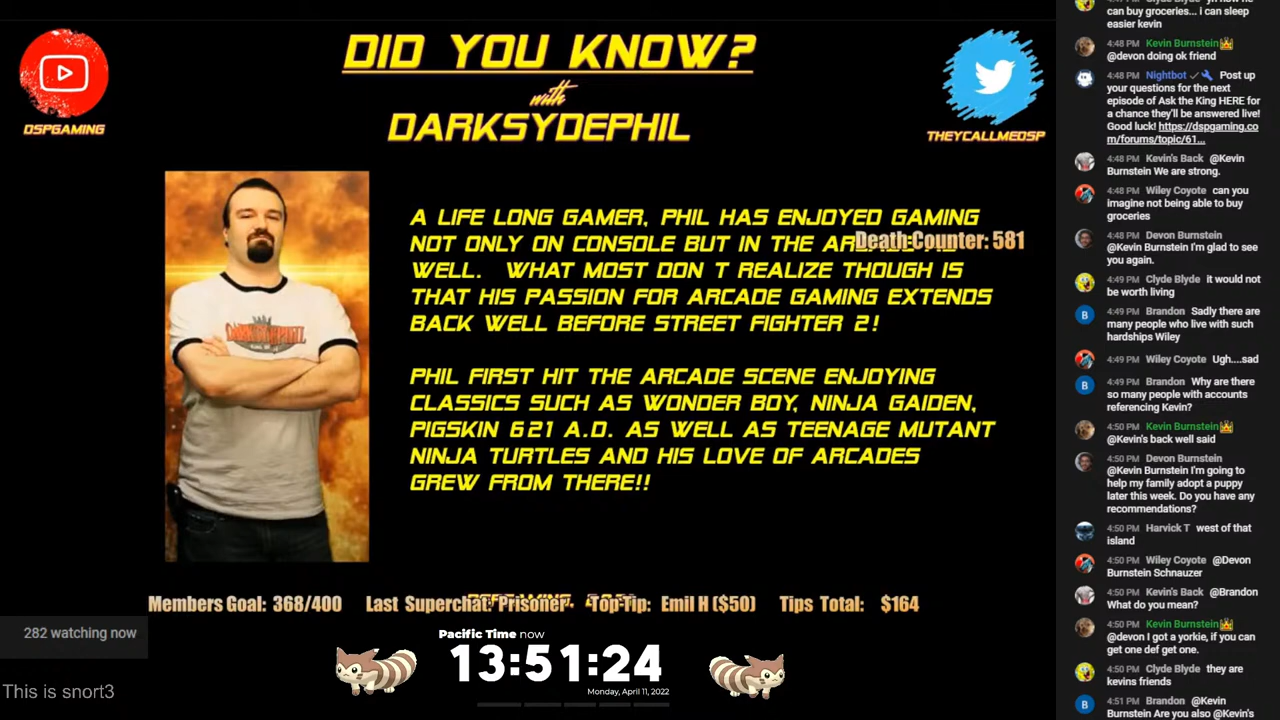 DID YOU KNOW?
with
DARKSYDEPHIL
DSPGAMING
THEYCALLMEDSP
A LIFE LONG GAMER, PHIL HAS ENJOYED GAMING
NOT ONLY ON CONSOLE BUT IN THE
Death Counter: 581
WELL. WHAT MOST DON T REALIZE THOUGH IS
THAT HIS PASSION FOR ARCADE GAMING EXTENDS
BACK WELL BEFORE STREET FIGHTER 2!
PHIL FIRST HIT THE ARCADE SCENE ENJOYING
CLASSICS SUCH AS WONDER BOY, NINJA GAIDEN,
PIGSKIN 621 A.D. AS WELL AS TEENAGE MUTANT
NINJA TURTLES AND HIS LOVE OF ARCADES
GREW FROM THERE!!
Members Goal: 368/400 Last Superchat: Prisoner. Top Tip: Emil H ($50) Tips Total: $164
282 watching now
Pacific Time now
13:51:24
Monday, April 11, 2022
This is snort3
can buy groceries... i can sleep
easier kevin
4:48 PM Kevin Burnstein
@devon doing ok friend
4:48 PM Nightbot Post up
your questions for the next
episode of Ask the King HERE for
a chance they'll be answered live!
Good luck! https://dspgaming.co
m/forums/topic/61...
4:48 PM Kevin's Back @Kevin
Burnstein We are strong.
4:48 PM Wiley Coyote can you
imagine not being able to buy
groceries
4:48 PM Devon Burnstein
@Kevin Burnstein I'm glad to see
you again.
4:49 PM Clyde Blyde it would not
be worth living
4:49 PM Brandon Sadly there are
many people who live with such
hardships Wiley
4:49 PM Wiley Coyote Ugh....sad
4:49 PM Brandon Why are there
so many people with accounts
referencing Kevin?
4:50 PM Kevin Burnstein
@Kevin's back well said
4:50 PM Devon Burnstein
@Kevin Burnstein I'm going to
help my family adopt a puppy
later this week. Do you have any
recommendations?
4:50 PM Harvick T west of that
island
4:50 PM Wiley Coyote @Devon
Burnstein Schnauzer
4:50 PM Kevin's Back @Brandon
What do you mean?
4:50 PM Kevin Burnstein
@devon I got a yorkie, if you can
get one def get one.
4:50 PM Clyde Blyde they are
kevins friends
4:51 PM Brandon @Kevin
Burnstein Are you also @Kevin's